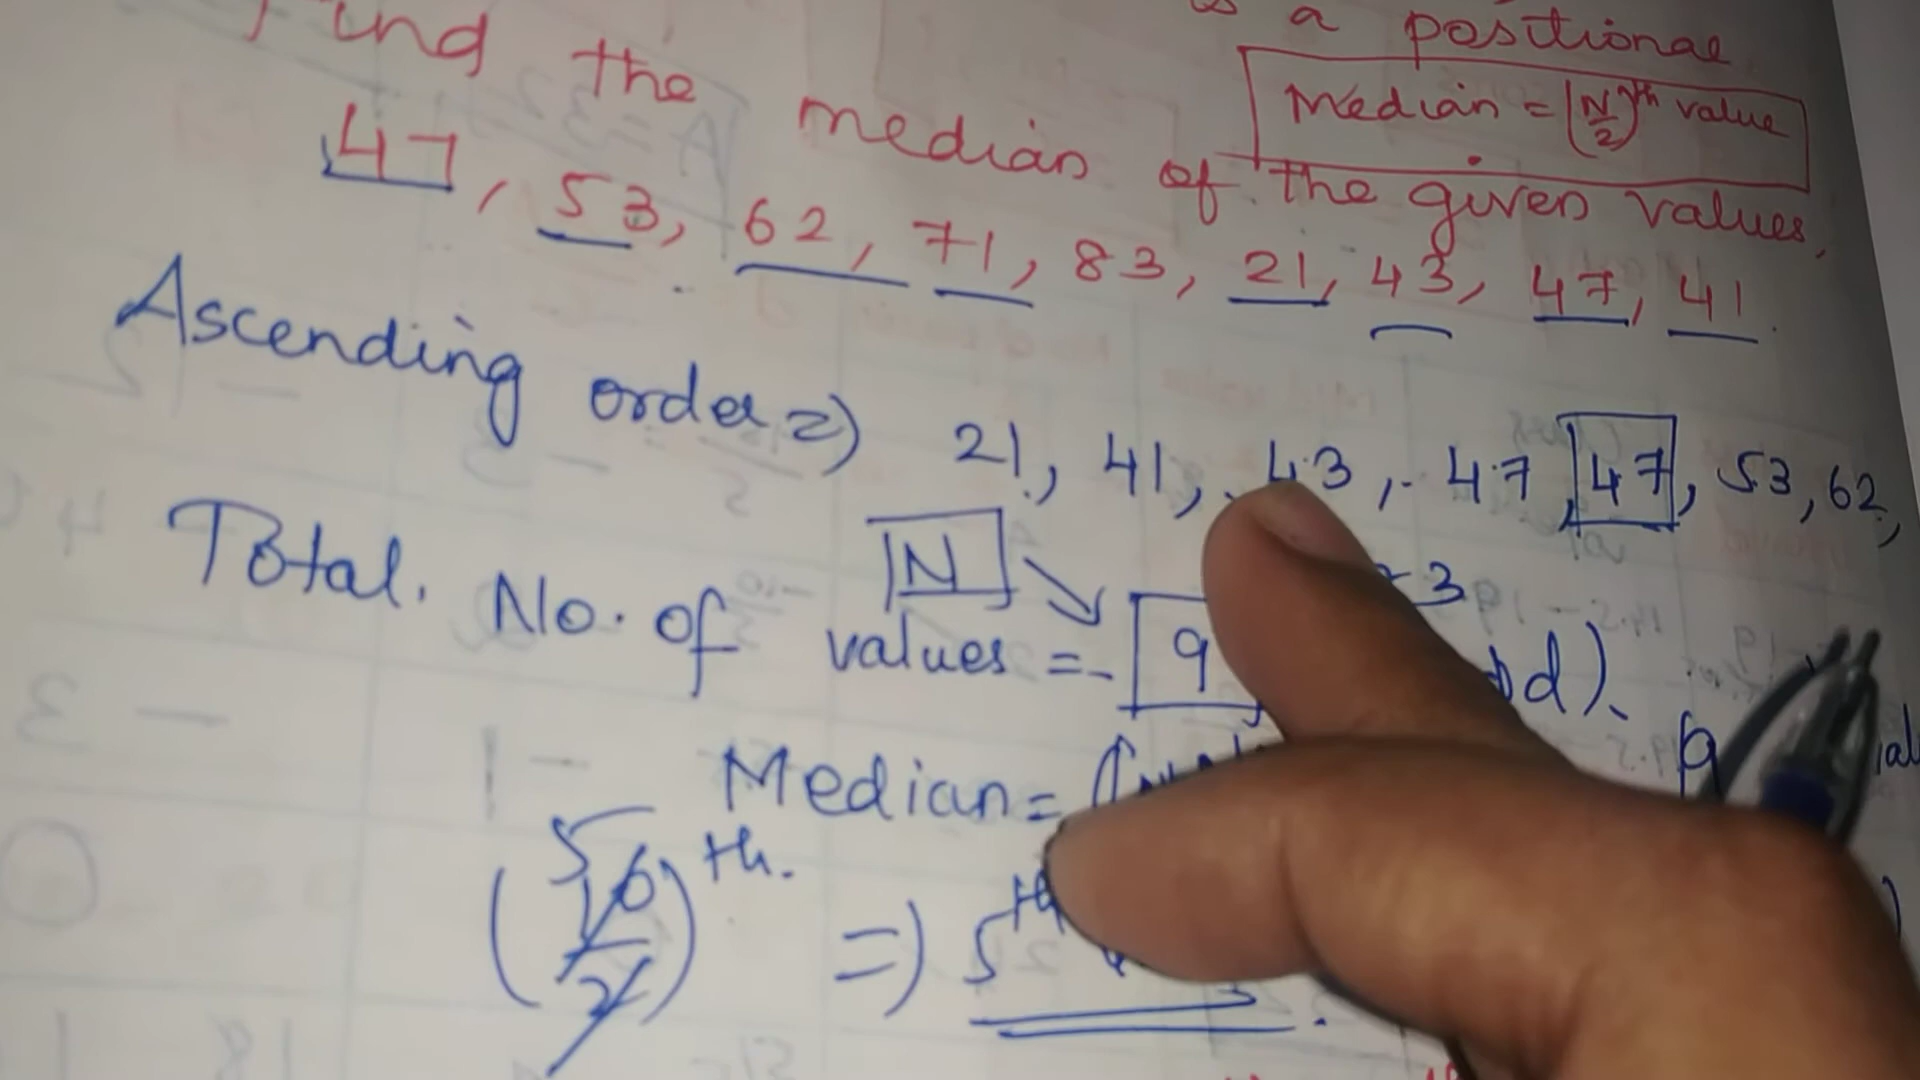 is a positional
Find the median of the given values,
Median = (N/2)th value
47, 53, 62, 71, 83, 21, 43, 47, 41.
Ascending order => 21, 41, 43, 47, 47, 53, 62,
N
Total. No. of values = 9
Median =
(10/2)th. => 5th
5